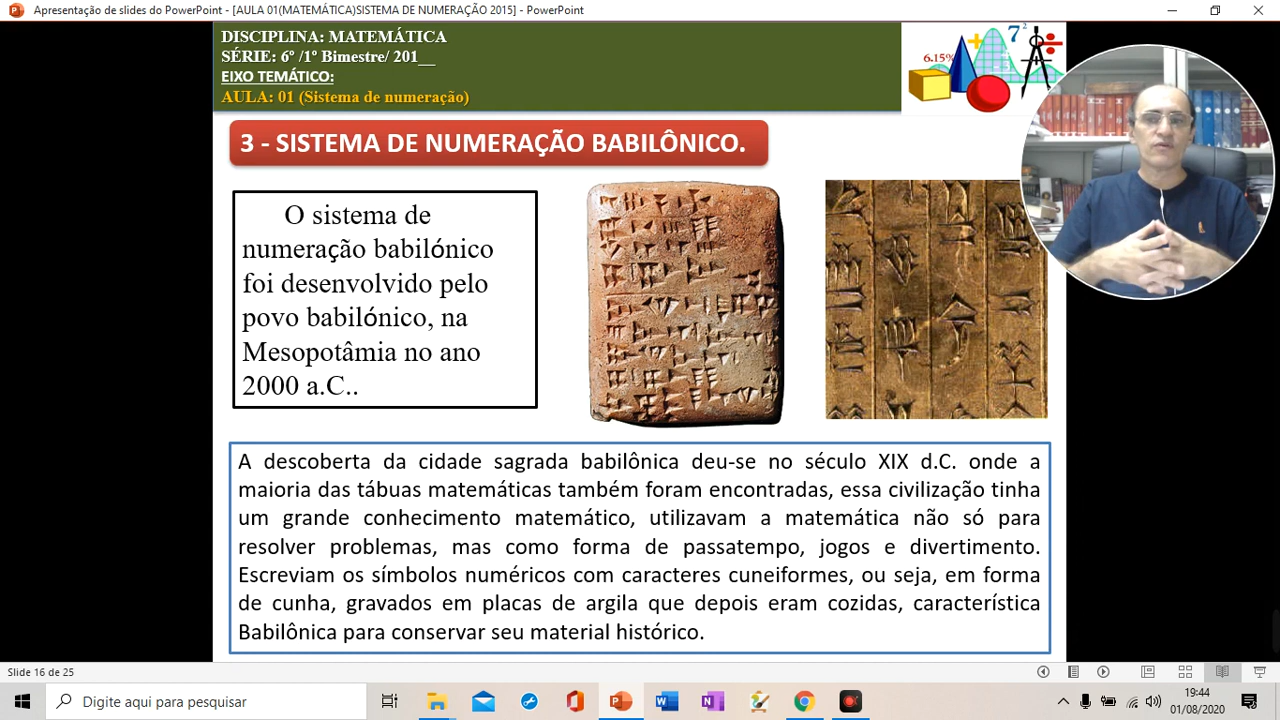 Apresentação de slides do PowerPoint - [AULA 01(MATEMÁTICA)SISTEMA DE NUMERAÇÃO 2015] - PowerPoint
DISCIPLINA: MATEMÁTICA
SÉRIE: 6º /1º Bimestre/ 201__
EIXO TEMÁTICO:
AULA: 01 (Sistema de numeração)
6.15%
7²
3 - SISTEMA DE NUMERAÇÃO BABILÔNICO.
O sistema de
numeração babilónico
foi desenvolvido pelo
povo babilónico, na
Mesopotâmia no ano
2000 a.C..
A descoberta da cidade sagrada babilônica deu-se no século XIX d.C. onde a
maioria das tábuas matemáticas também foram encontradas, essa civilização tinha
um grande conhecimento matemático, utilizavam a matemática não só para
resolver problemas, mas como forma de passatempo, jogos e divertimento.
Escreviam os símbolos numéricos com caracteres cuneiformes, ou seja, em forma
de cunha, gravados em placas de argila que depois eram cozidas, característica
Babilônica para conservar seu material histórico.
Slide 16 de 25
Digite aqui para pesquisar
19:44
01/08/2020